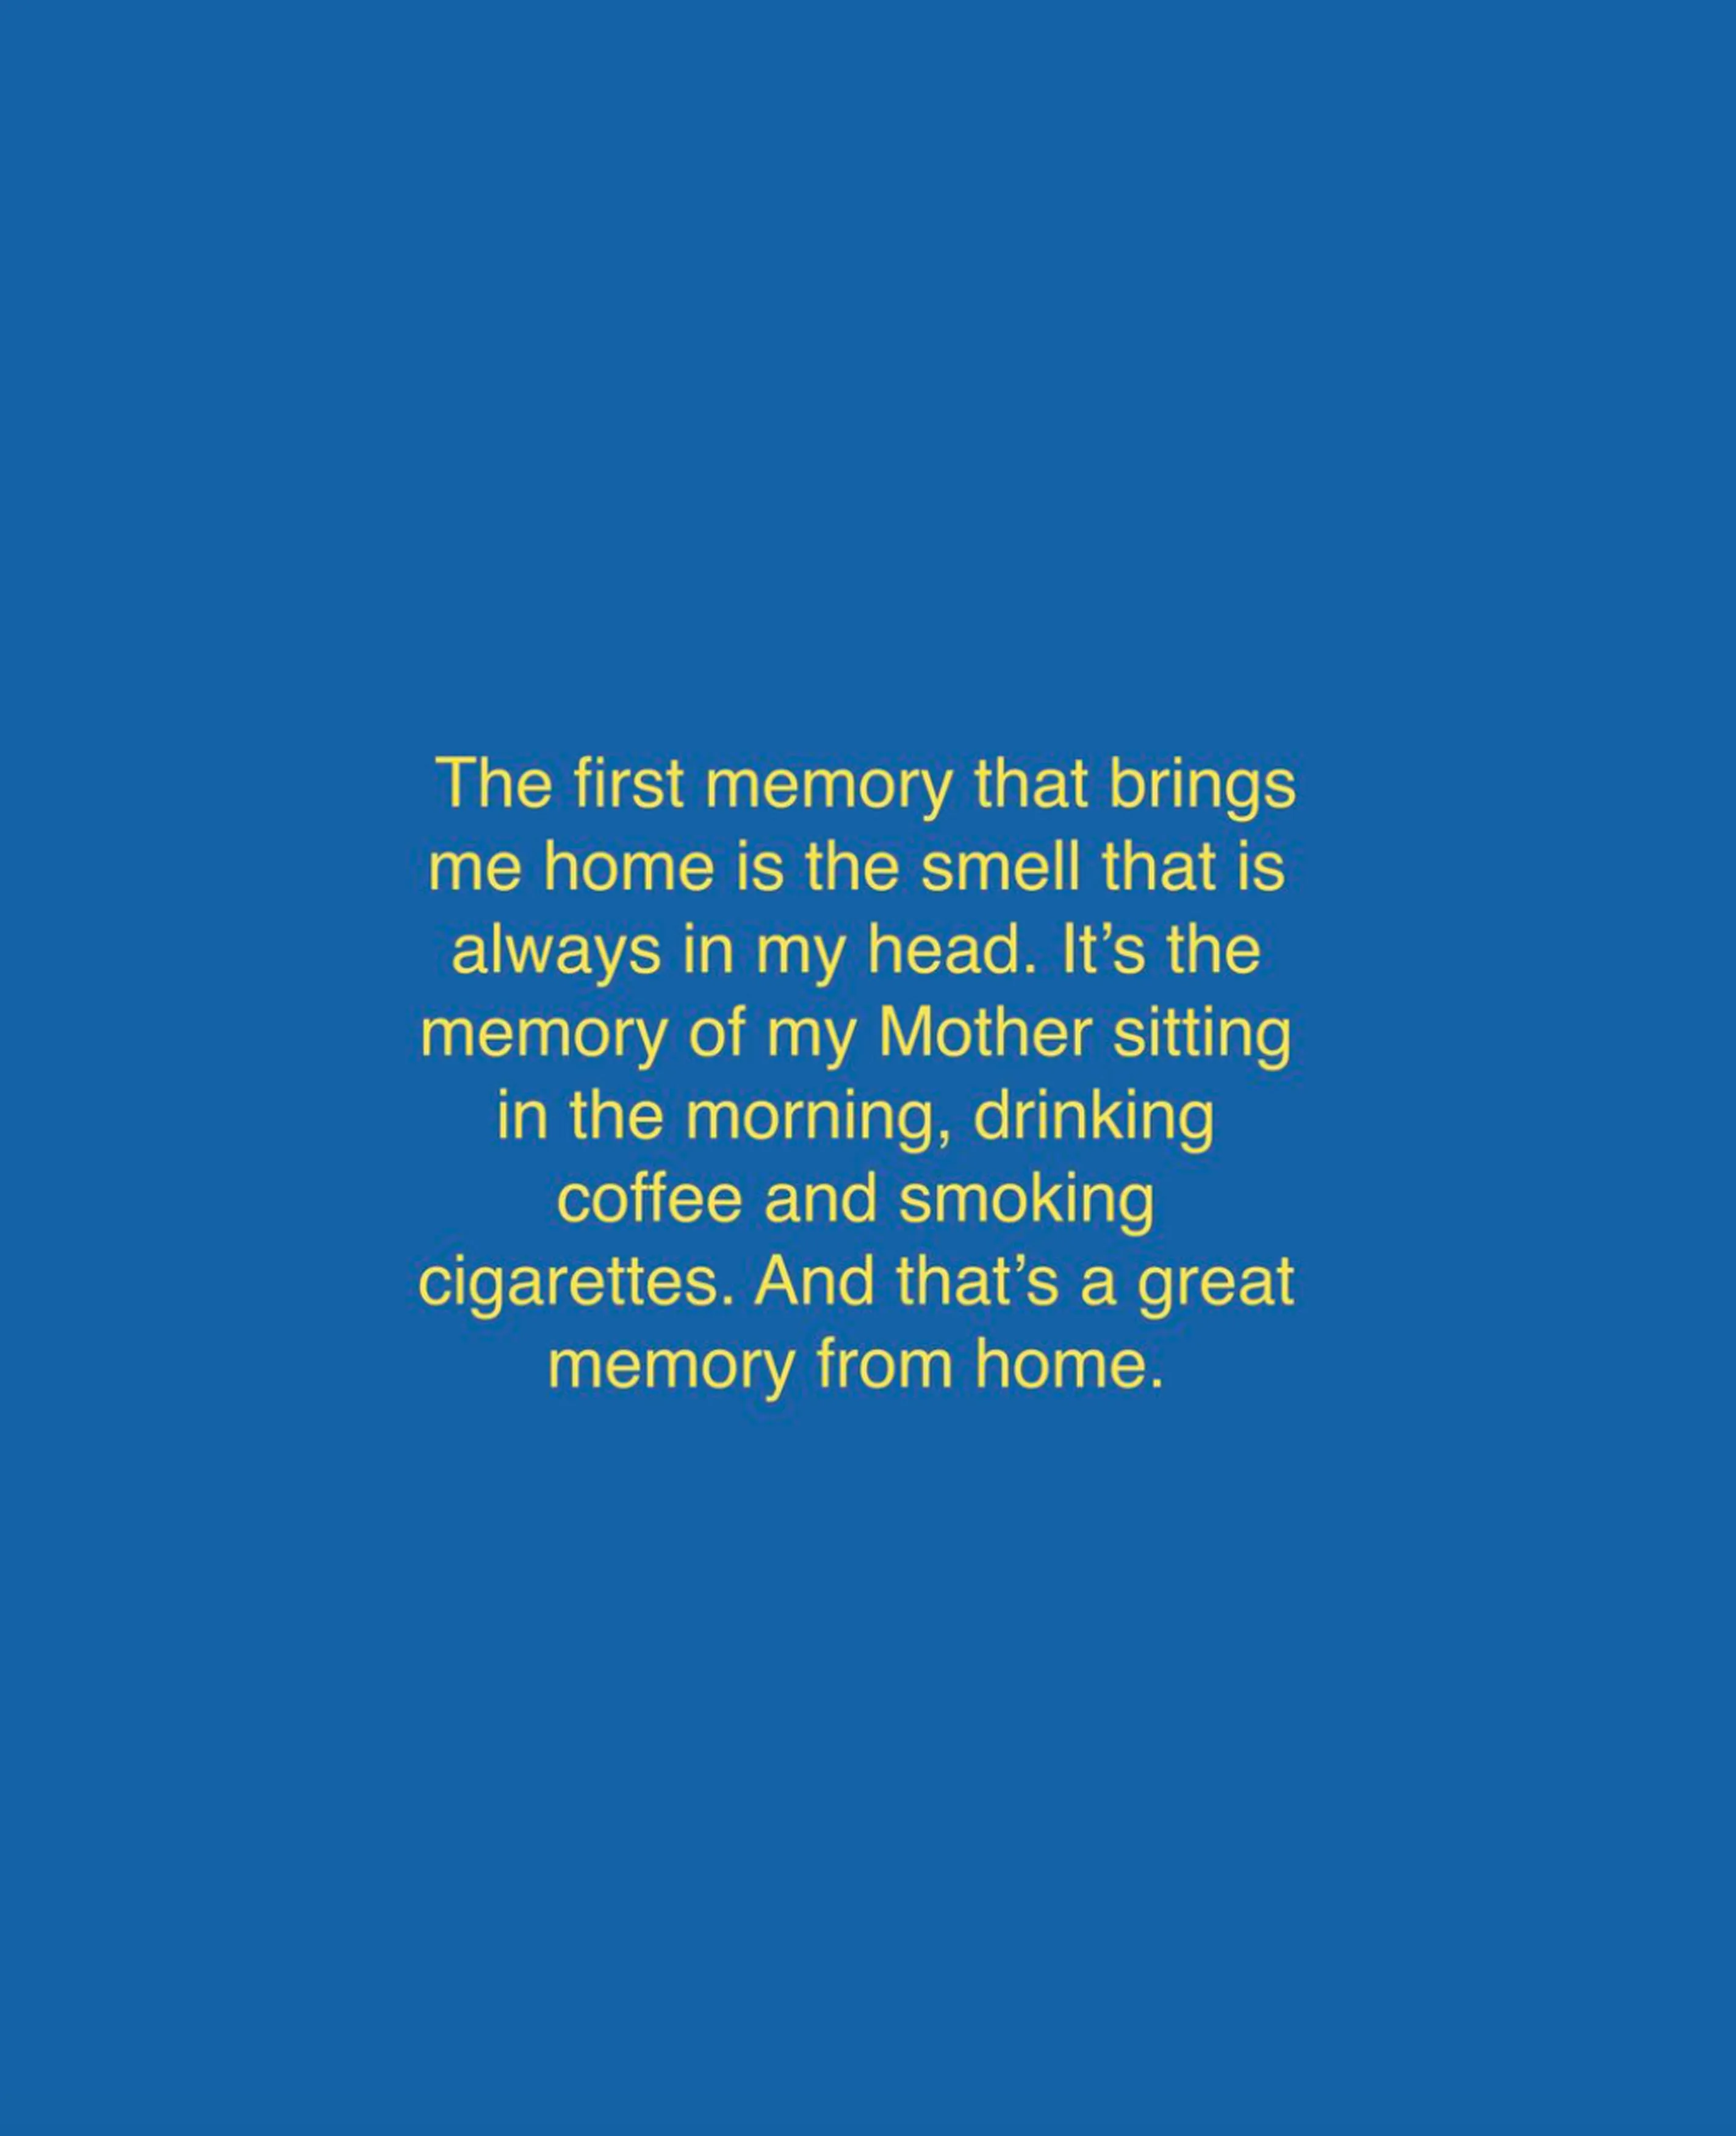 The first memory that brings
me home is the smell that is
always in my head. It’s the
memory of my Mother sitting
in the morning, drinking
coffee and smoking
cigarettes. And that’s a great
memory from home.